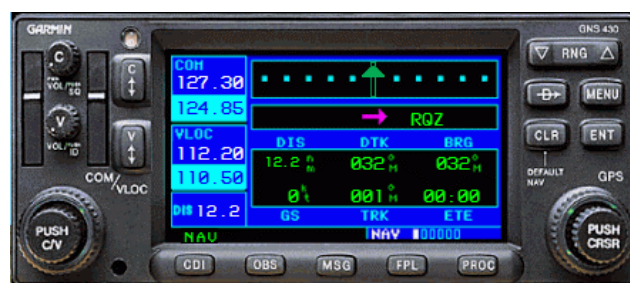 GARMIN
GNS 430
C
PWR
VOL/PUSH
SQ
C
COM
127.30
124.85
RNG
D
MENU
RQZ
V
VOL/PUSH
ID
V
VLOC
112.20
110.50
DIS DTK BRG
12.2 nm 032°M 032°M
0kt 001°M 00:00
GS TRK ETE
CLR
ENT
DEFAULT
NAV
GPS
COM/VLOC
DIS 12.2
NAV
NAV
PUSH
C/V
PUSH
CRSR
CDI
OBS
MSG
FPL
PROC